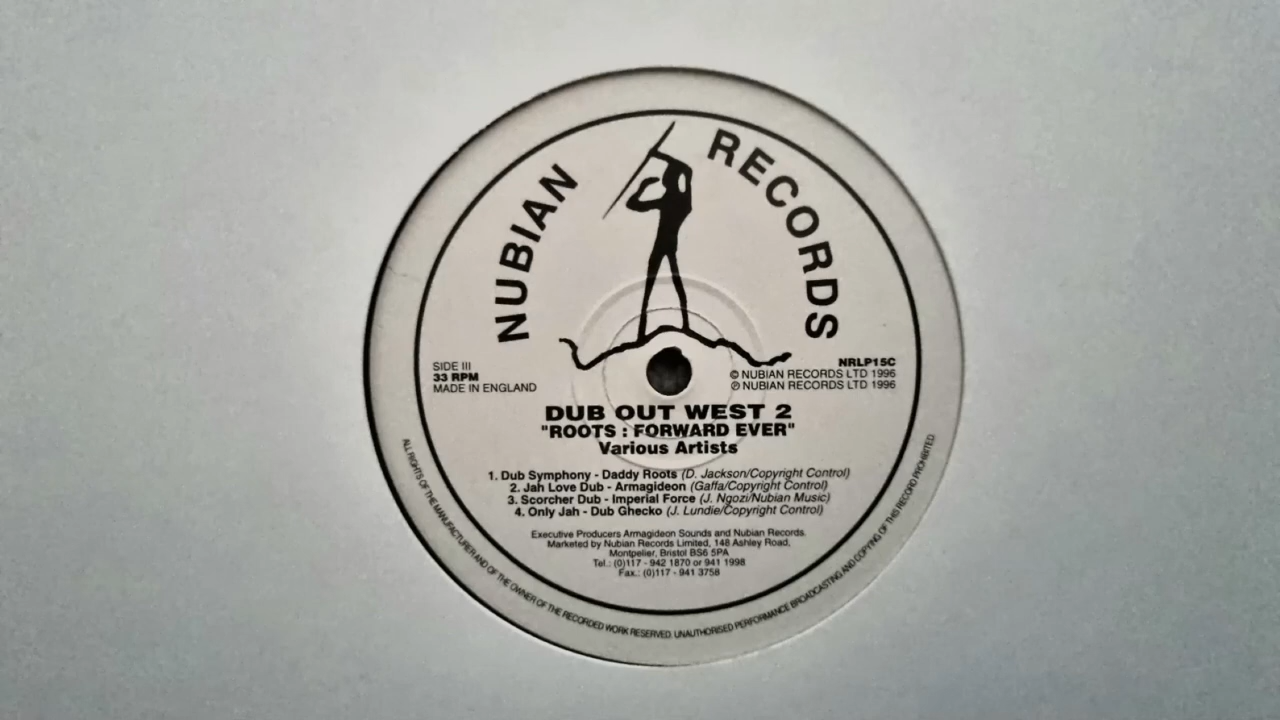 NUBIAN RECORDS
SIDE III
33 RPM
MADE IN ENGLAND
NRLP15C
© NUBIAN RECORDS LTD 1996
℗ NUBIAN RECORDS LTD 1996
DUB OUT WEST 2
"ROOTS : FORWARD EVER"
Various Artists
1. Dub Symphony - Daddy Roots (D. Jackson/Copyright Control)
2. Jah Love Dub - Armagideon (Gaffa/Copyright Control)
3. Scorcher Dub - Imperial Force (J. Ngozi/Nubian Music)
4. Only Jah - Dub Ghecko (J. Lundie/Copyright Control)
Executive Producers Armagideon Sounds and Nubian Records.
Marketed by Nubian Records Limited, 148 Ashley Road,
Montpelier, Bristol BS6 5PA
Tel.: (0)117 - 942 1870 or 941 1998
Fax.: (0)117 - 941 3758
ALL RIGHTS OF THE MANUFACTURER AND OF THE OWNER OF THE RECORDED WORK RESERVED. UNAUTHORISED PERFORMANCE BROADCASTING AND COPYING OF THIS RECORD PROHIBITED